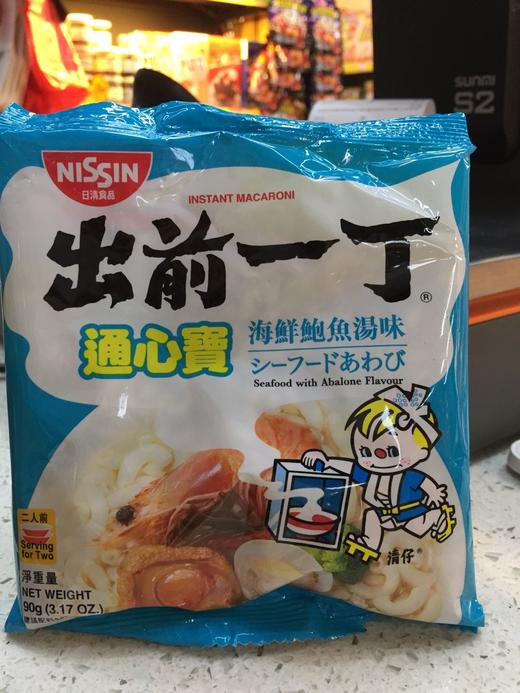 sunmi
S2
NISSIN
日清食品
INSTANT MACARONI
出前一丁
®
通心寶
海鮮鮑魚湯味
シーフードあわび
Seafood with Abalone Flavour
二人前
Serving
for Two
清仔®
淨重量
NET WEIGHT
90g (3.17 OZ.)